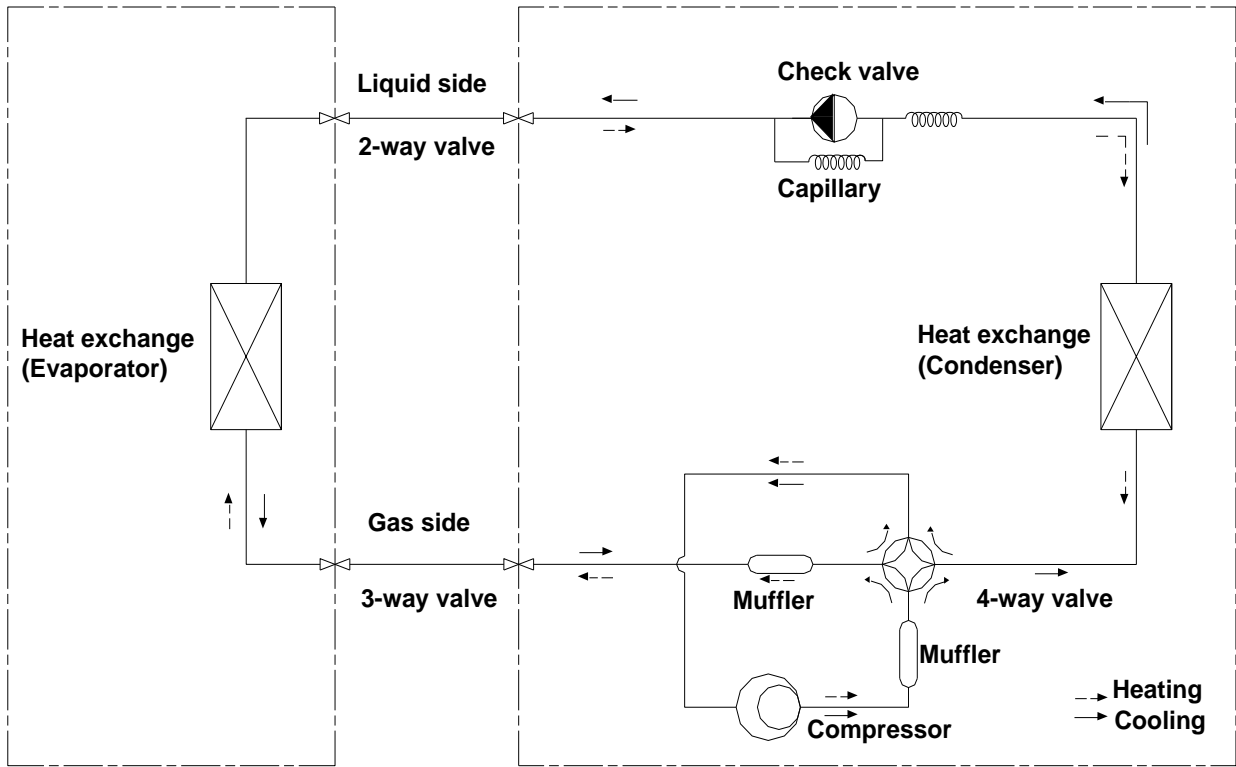 Liquid side
2-way valve
Check valve
Capillary
Heat exchange
(Evaporator)
Heat exchange
(Condenser)
Gas side
3-way valve
Muffler
4-way valve
Muffler
Compressor
Heating
Cooling